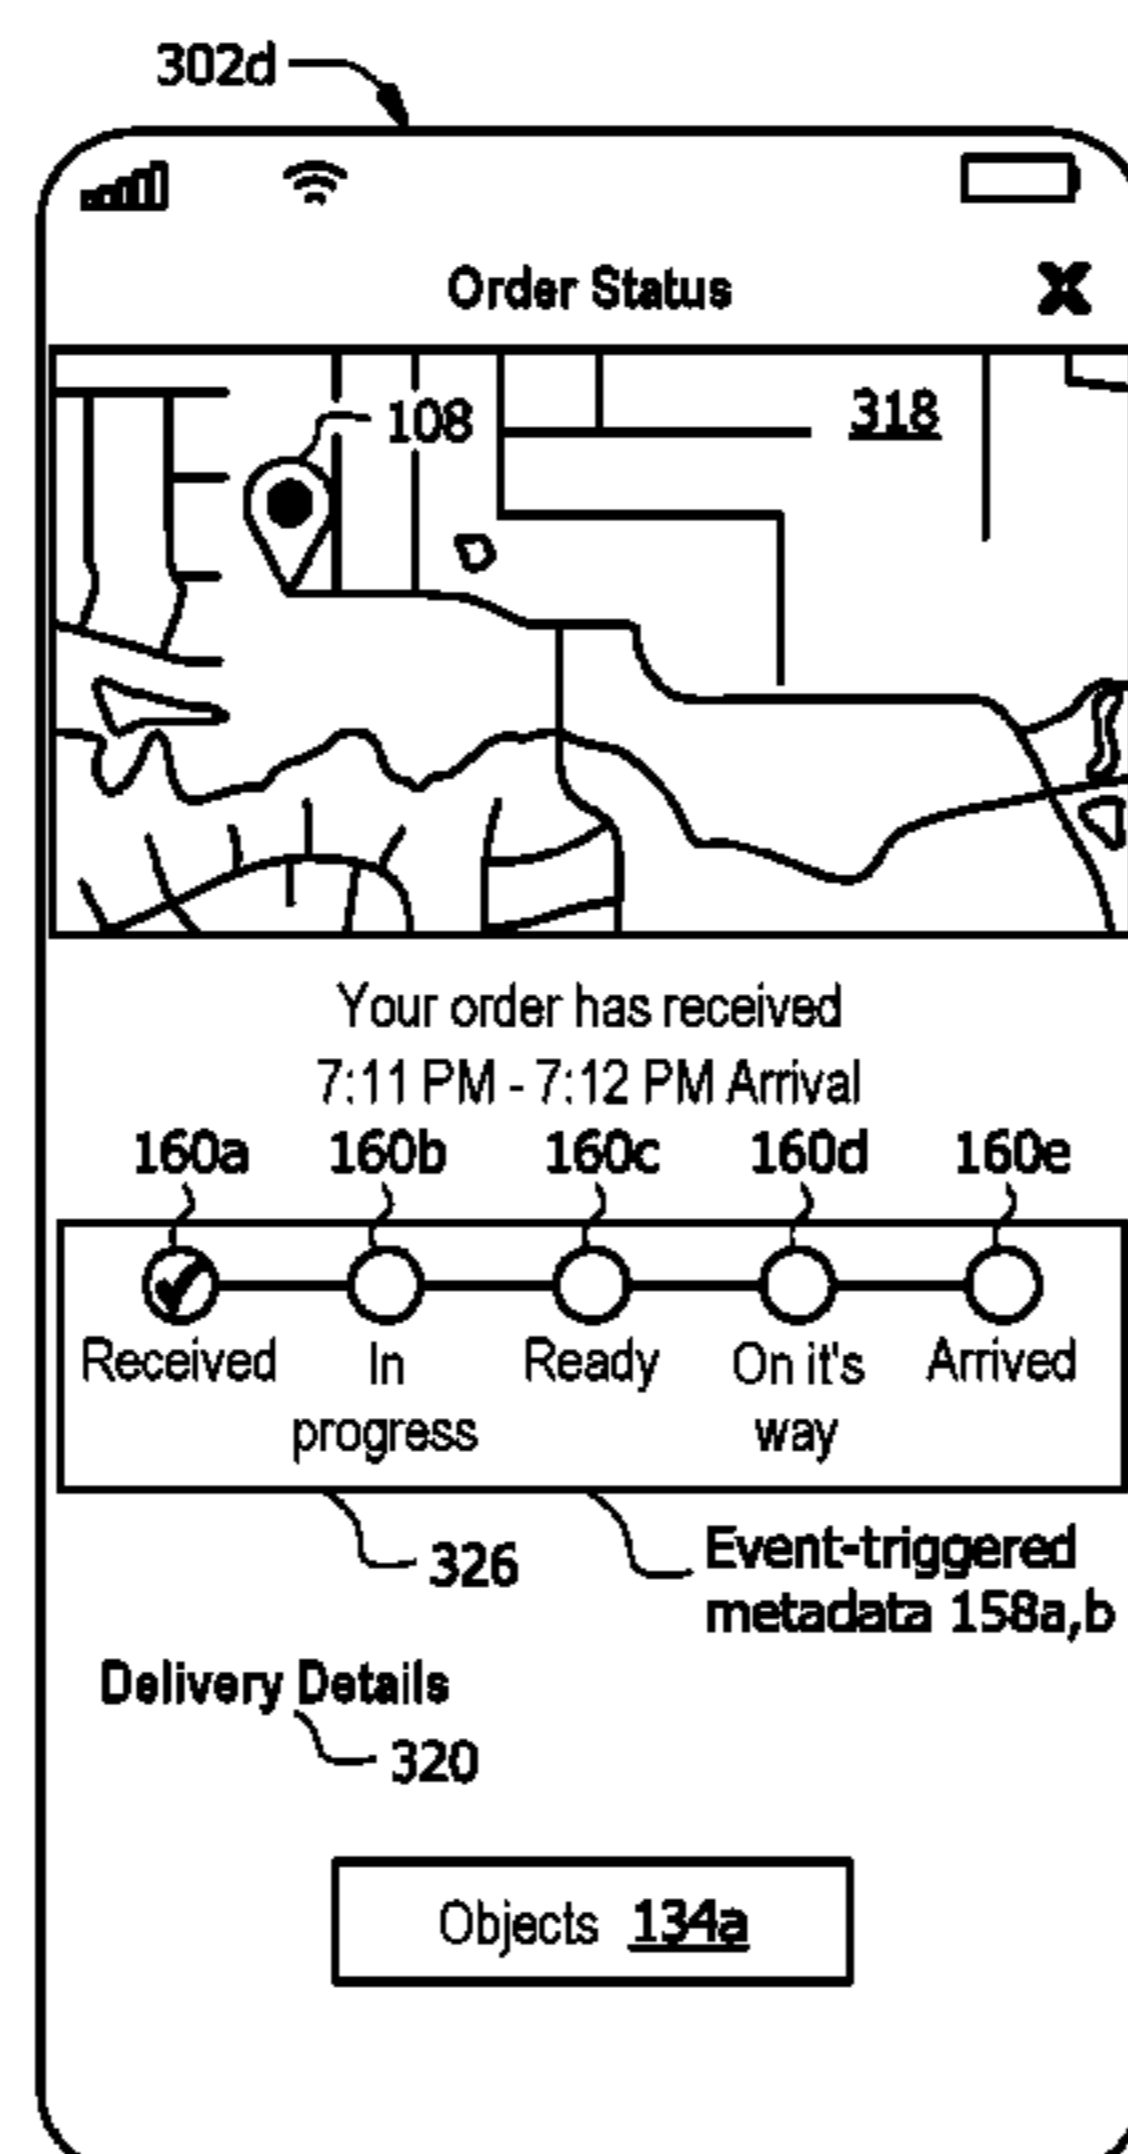 302d
Order Status
108
318
Your order has received
7:11 PM - 7:12 PM Arrival
160a 160b 160c 160d 160e
Received In progress Ready On it's way Arrived
326
Event-triggered
metadata 158a,b
Delivery Details
320
Objects 134a